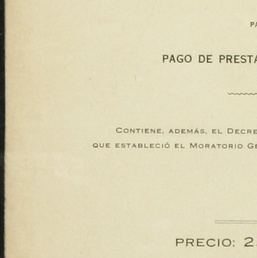 PA
PAGO DE PRESTA
CONTIENE, ADEMÁS, EL DECRE
QUE ESTABLECIÓ EL MORATORIO GE
PRECIO: 2